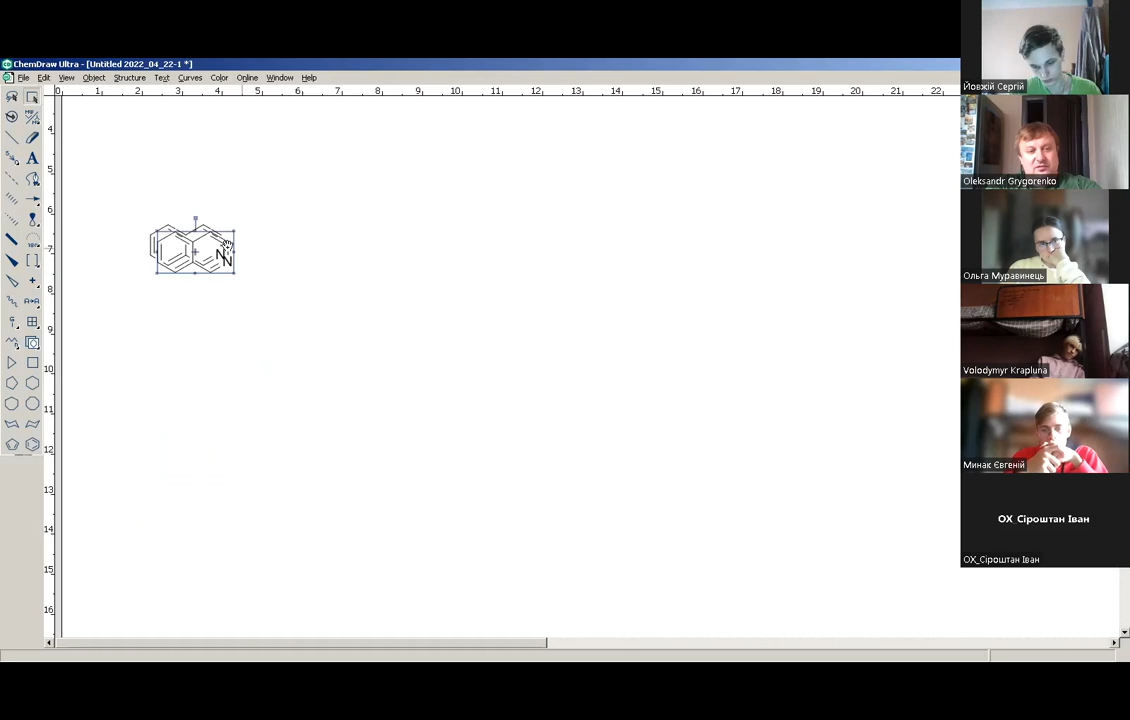 ChemDraw Ultra - [Untitled 2022_04_22-1 *]
File Edit View Object Structure Text Curves Color Online Window Help
0 1 2 3 4 5 6 7 8 9 10 11 12 13 14 15 16 17 18 19 20 21 22
4
5
6
7
8
9
10
11
12
13
14
15
16
A
N
N
Йовжій Сергій
Oleksandr Grygorenko
Ольга Муравинець
Volodymyr Krapluna
Минак Євгеній
ОХ_Сіроштан Іван
ОХ_Сіроштан Іван